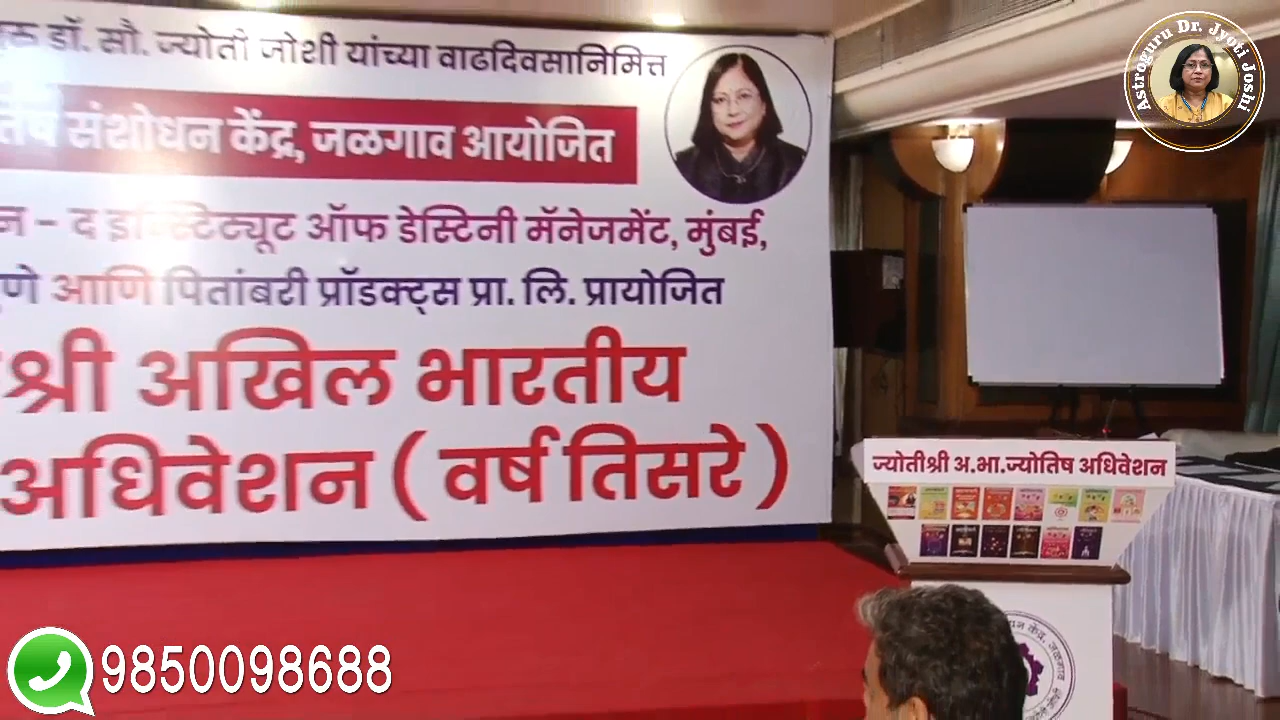 डॉ. सौ. ज्योती जोशी यांच्या वाढदिवसानिमित्त
संशोधन केंद्र, जळगाव आयोजित
- द इन्स्टिट्यूट ऑफ डेस्टिनी मॅनेजमेंट, मुंबई,
आणि पितांबरी प्रॉडक्ट्स प्रा. लि. प्रायोजित
श्री अखिल भारतीय
अधिवेशन ( वर्ष तिसरे )
Astroguru Dr. Jyoti Joshi
ज्योतीश्री अ.भा.ज्योतिष अधिवेशन
केंद्र, जळगाव
9850098688